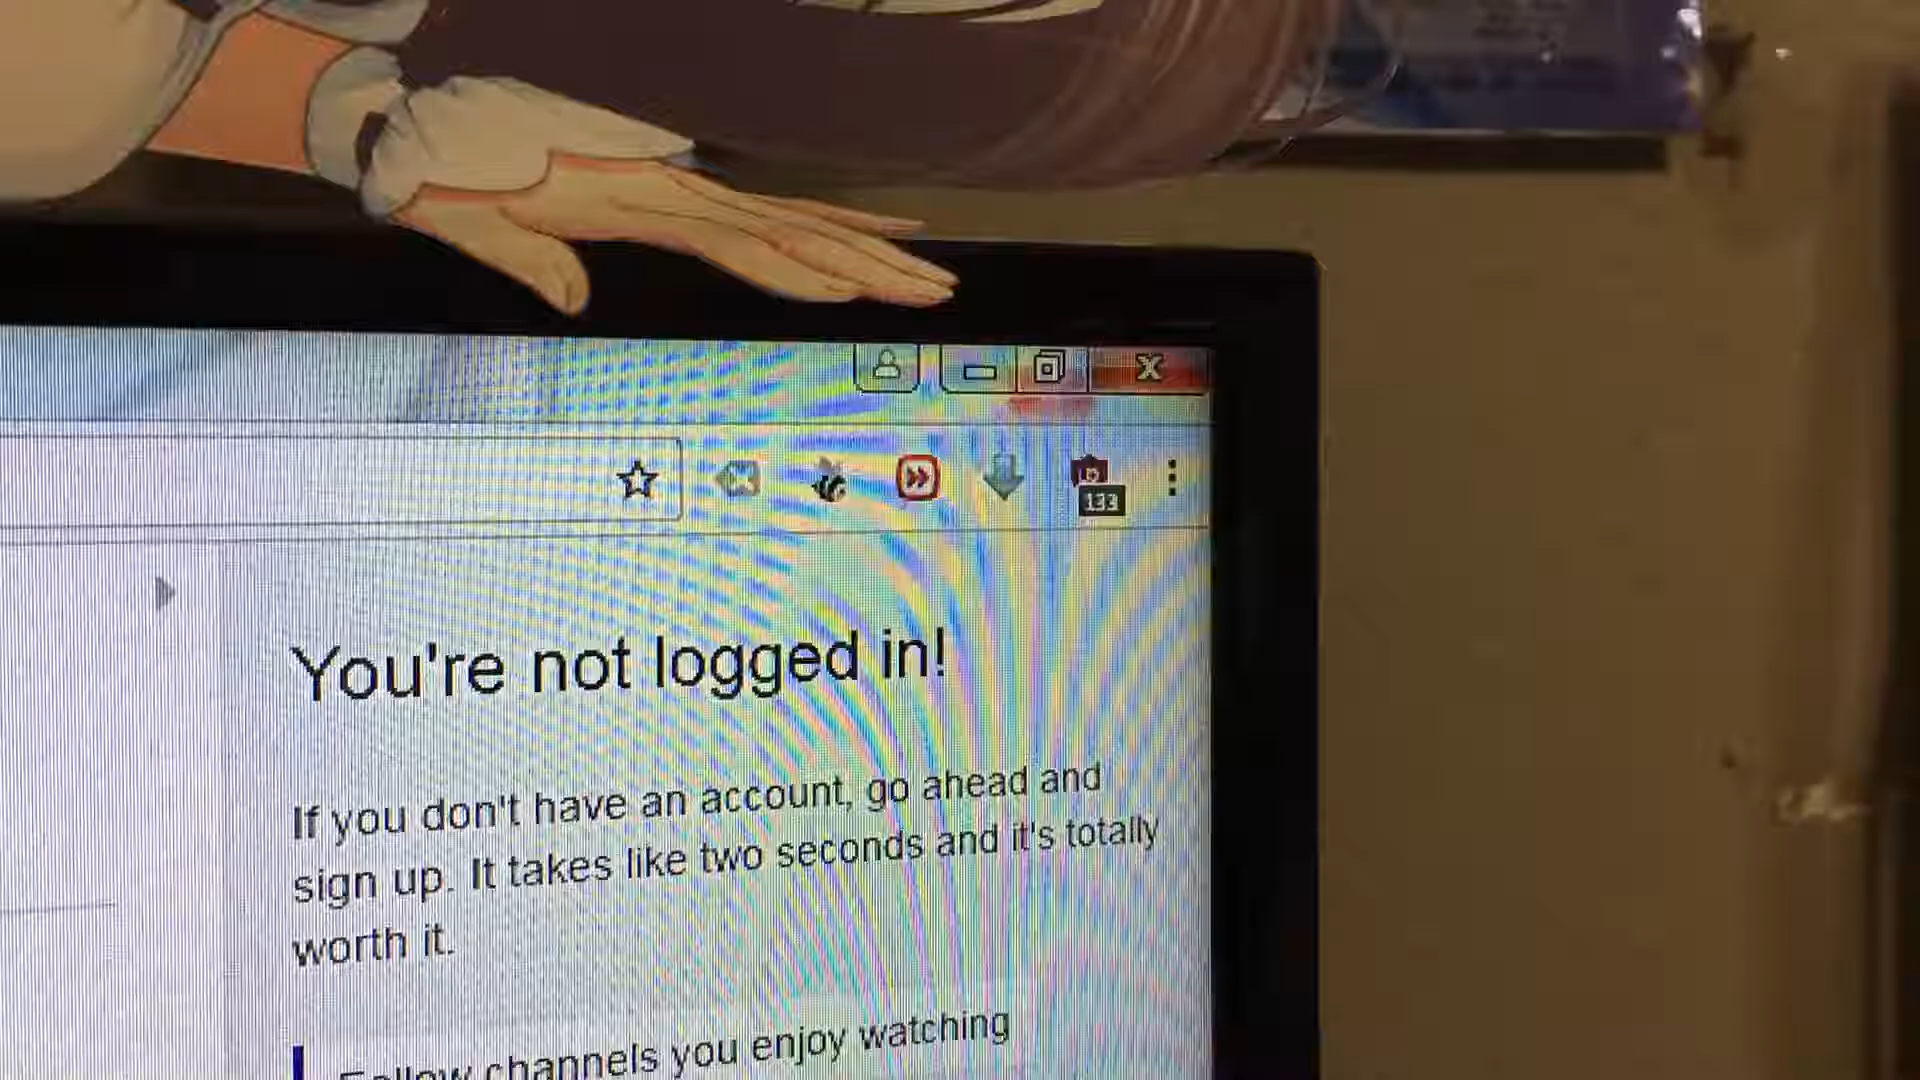 133
You're not logged in!
If you don't have an account, go ahead and
sign up. It takes like two seconds and it's totally
worth it.
Follow channels you enjoy watching